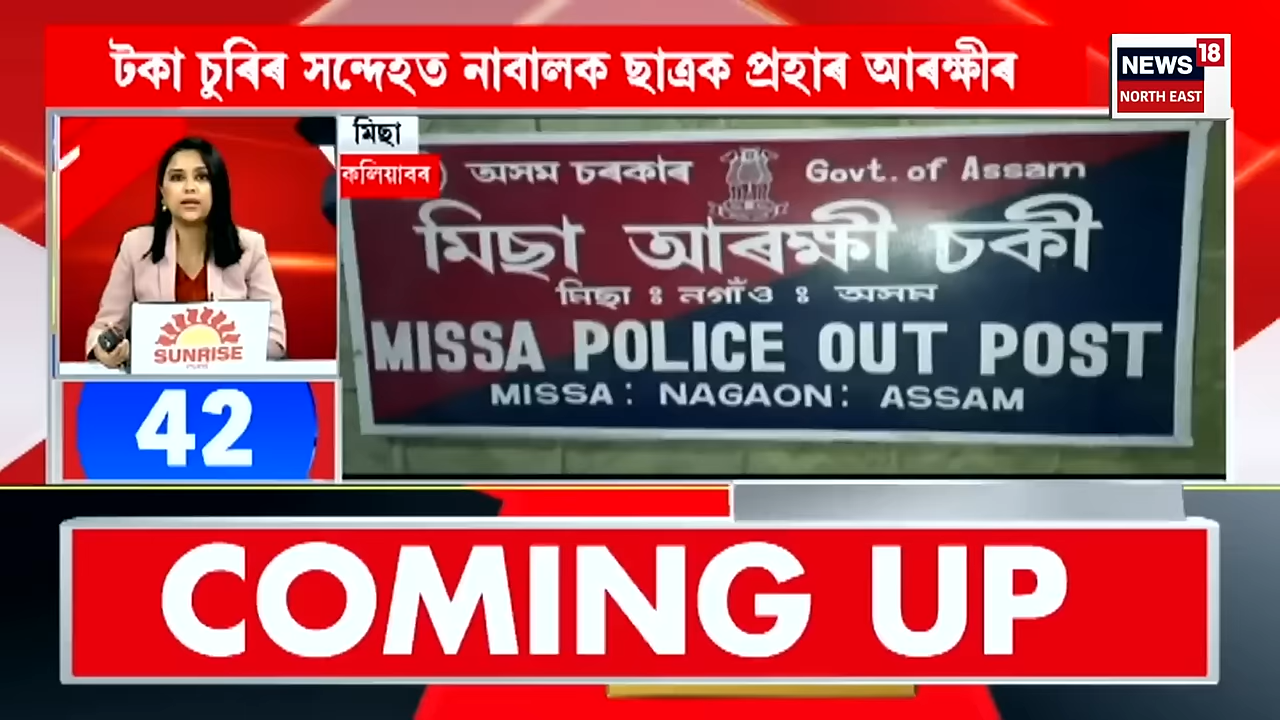 টকা চুৰিৰ সন্দেহত নাবালক ছাত্ৰক প্ৰহাৰ আৰক্ষীৰ
NEWS 18
NORTH EAST
মিছা
কলিয়াবৰ
অসম চৰকাৰ Govt. of Assam
মিছা আৰক্ষী চকী
মিছা : নগাঁও : অসম
MISSA POLICE OUT POST
MISSA : NAGAON : ASSAM
SUNRISE
42
COMING UP